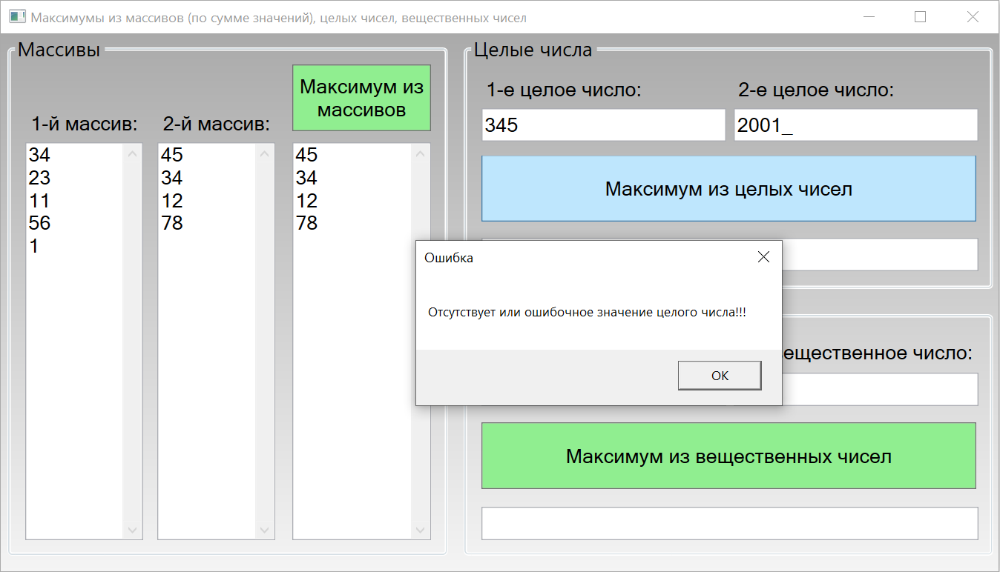 Максимумы из массивов (по сумме значений), целых чисел, вещественных чисел
Массивы
Максимум из
массивов
1-й массив:
2-й массив:
34
23
11
56
1
45
34
12
78
45
34
12
78
Целые числа
1-е целое число:
2-е целое число:
345
2001_
Максимум из целых чисел
Ошибка
Отсутствует или ошибочное значение целого числа!!!
OK
вещественное число:
Максимум из вещественных чисел